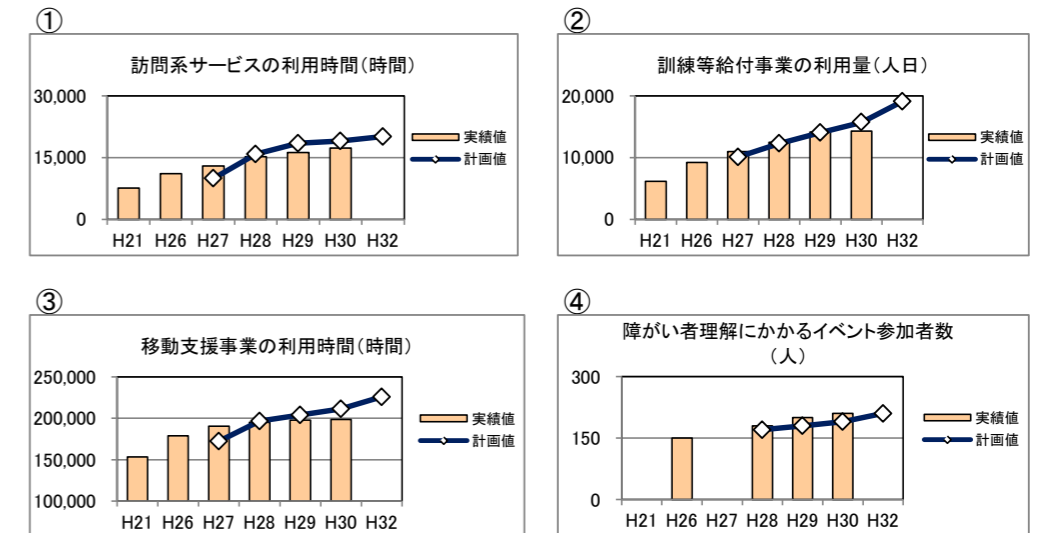 ①
訪問系サービスの利用時間(時間)
30,000
15,000
0
H21 H26 H27 H28 H29 H30 H32
実績値
計画値
②
訓練等給付事業の利用量(人日)
20,000
10,000
0
H21 H26 H27 H28 H29 H30 H32
実績値
計画値
③
移動支援事業の利用時間(時間)
250,000
200,000
150,000
100,000
H21 H26 H27 H28 H29 H30 H32
実績値
計画値
④
障がい者理解にかかるイベント参加者数
(人)
300
150
0
H21 H26 H27 H28 H29 H30 H32
実績値
計画値